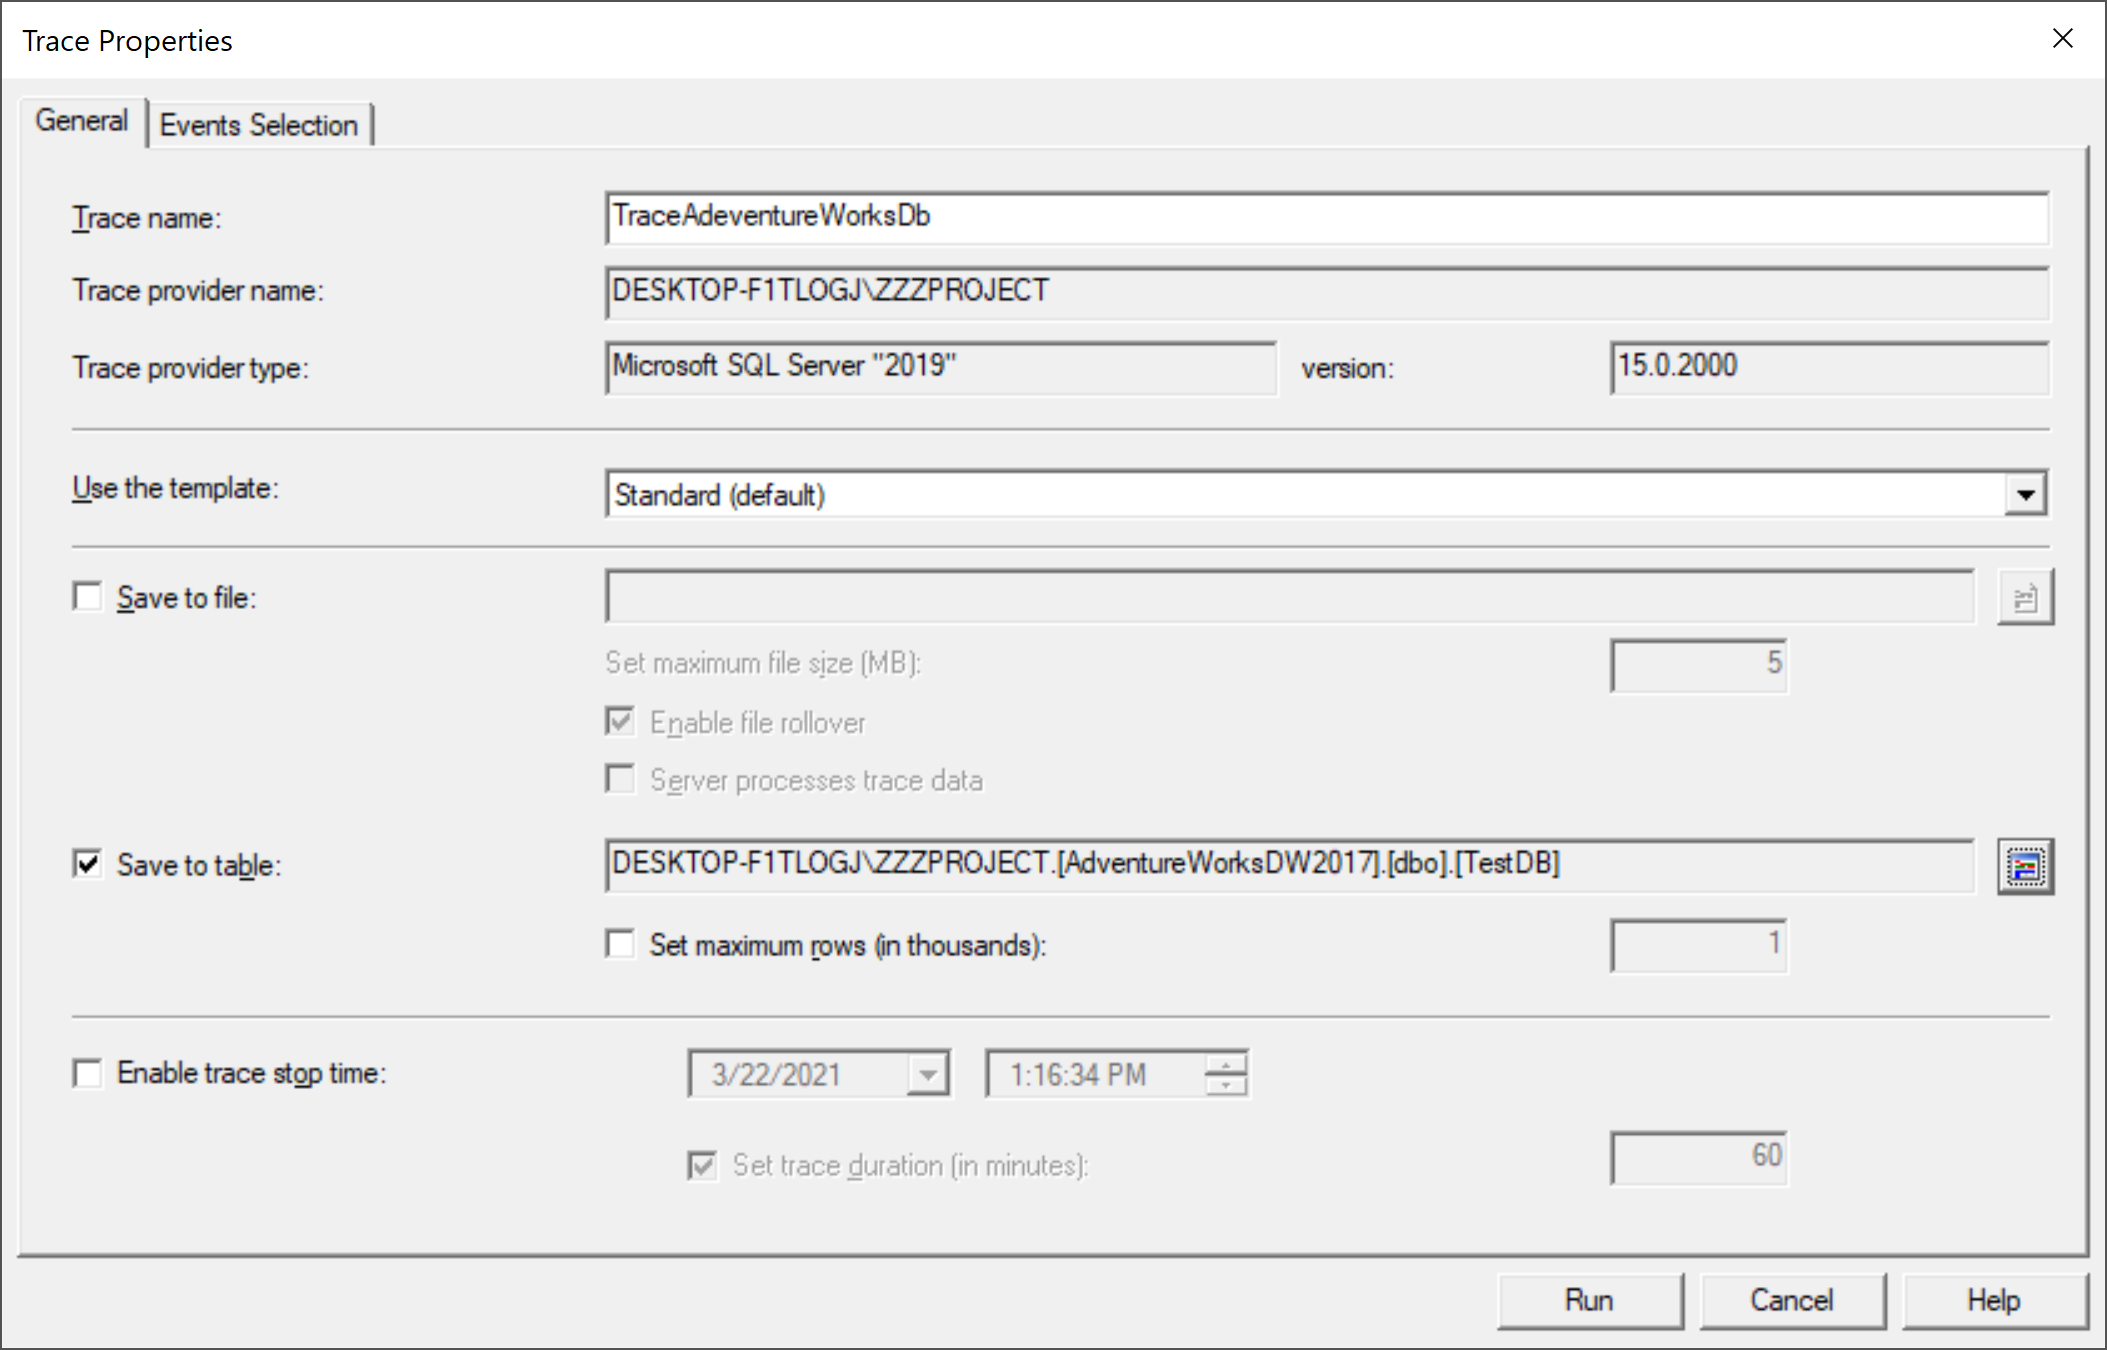 Trace Properties
General Events Selection
Trace name: TraceAdeventureWorksDb
Trace provider name: DESKTOP-F1TLOGJ\ZZZPROJECT
Trace provider type: Microsoft SQL Server "2019" version: 15.0.2000
Use the template: Standard (default)
Save to file:
Set maximum file size (MB): 5
Enable file rollover
Server processes trace data
Save to table: DESKTOP-F1TLOGJ\ZZZPROJECT.[AdventureWorksDW2017].[dbo].[TestDB]
Set maximum rows (in thousands): 1
Enable trace stop time: 3/22/2021 1:16:34 PM
Set trace duration (in minutes): 60
Run Cancel Help